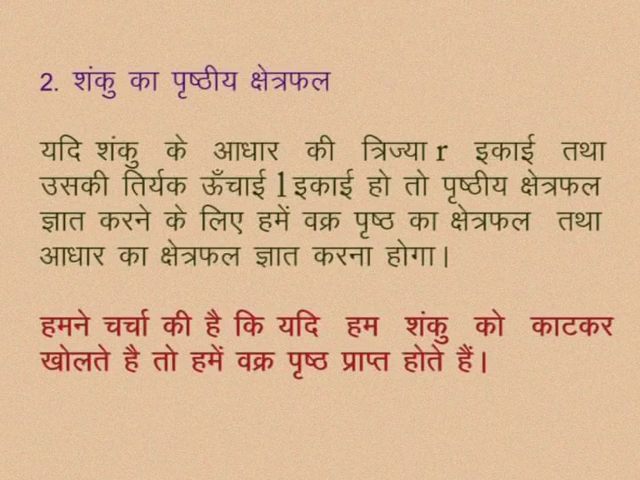 2. शंकु का पृष्ठीय क्षेत्रफल
यदि शंकु के आधार की त्रिज्या r इकाई तथा
उसकी तिर्यक ऊँचाई l इकाई हो तो पृष्ठीय क्षेत्रफल
ज्ञात करने के लिए हमें वक्र पृष्ठ का क्षेत्रफल तथा
आधार का क्षेत्रफल ज्ञात करना होगा।
हमने चर्चा की है कि यदि हम शंकु को काटकर
खोलते है तो हमें वक्र पृष्ठ प्राप्त होते हैं।